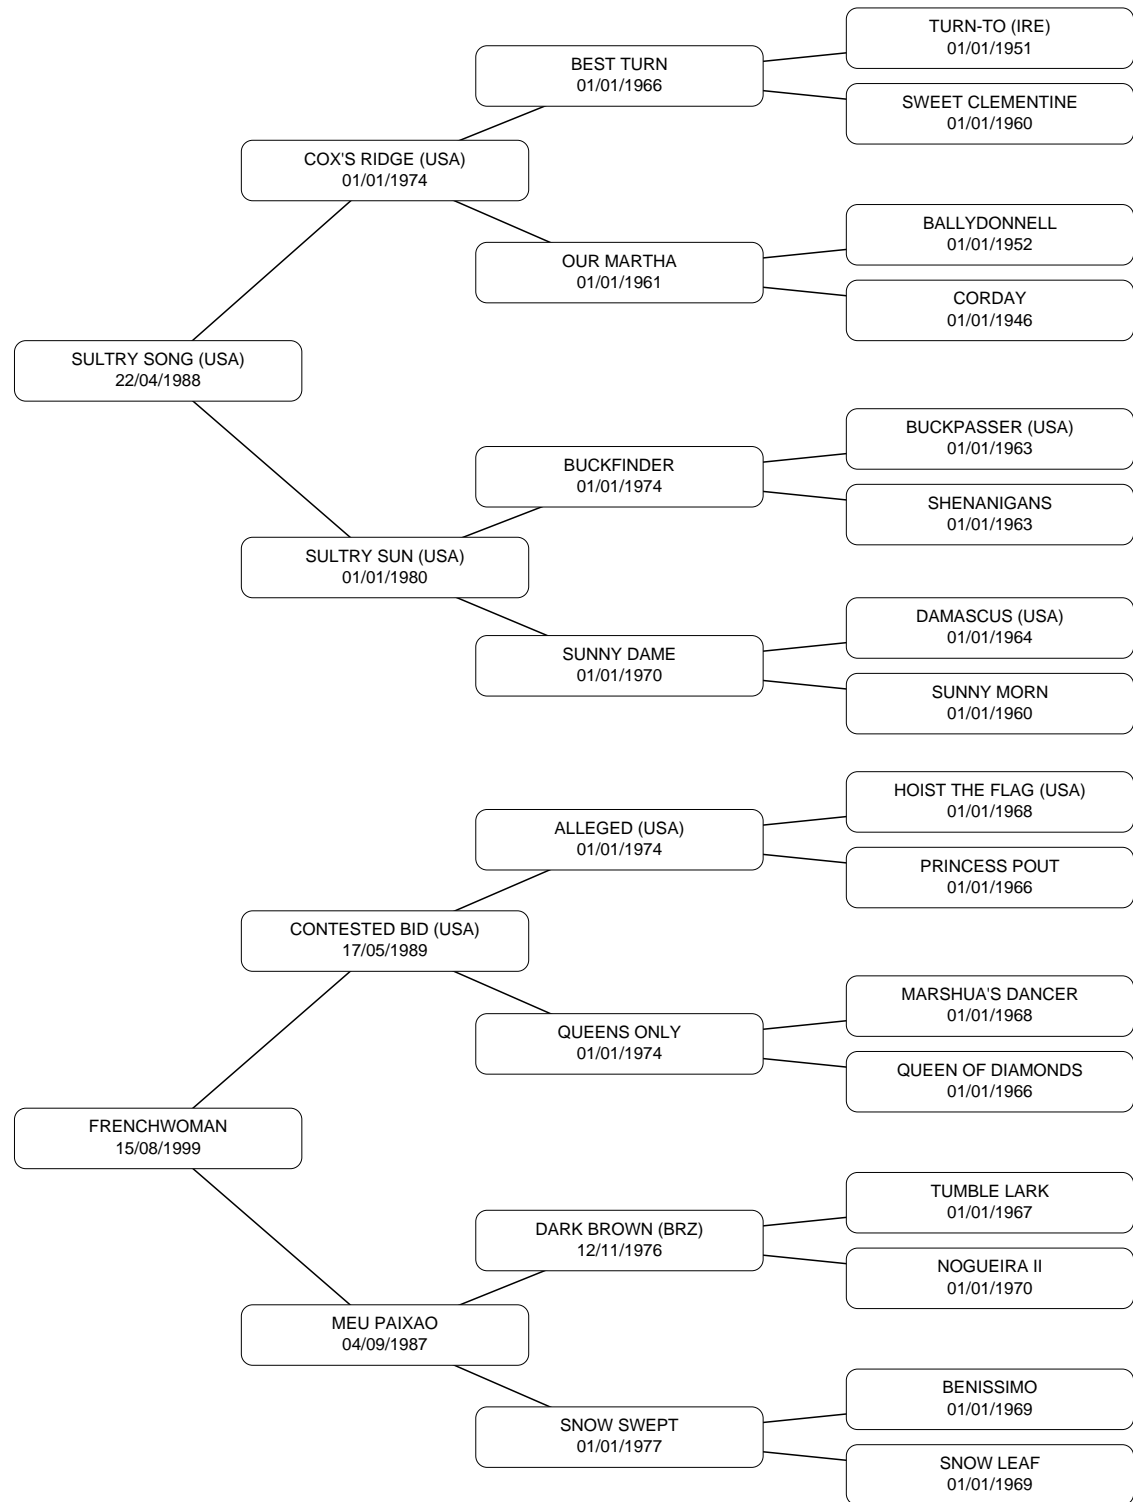 TURN-TO (IRE)
01/01/1951
BEST TURN
01/01/1966
SWEET CLEMENTINE
01/01/1960
COX'S RIDGE (USA)
01/01/1974
BALLYDONNELL
01/01/1952
OUR MARTHA
01/01/1961
CORDAY
01/01/1946
SULTRY SONG (USA)
22/04/1988
BUCKPASSER (USA)
01/01/1963
BUCKFINDER
01/01/1974
SHENANIGANS
01/01/1963
SULTRY SUN (USA)
01/01/1980
DAMASCUS (USA)
01/01/1964
SUNNY DAME
01/01/1970
SUNNY MORN
01/01/1960
HOIST THE FLAG (USA)
01/01/1968
ALLEGED (USA)
01/01/1974
PRINCESS POUT
01/01/1966
CONTESTED BID (USA)
17/05/1989
MARSHUA'S DANCER
01/01/1968
QUEENS ONLY
01/01/1974
QUEEN OF DIAMONDS
01/01/1966
FRENCHWOMAN
15/08/1999
TUMBLE LARK
01/01/1967
DARK BROWN (BRZ)
12/11/1976
NOGUEIRA II
01/01/1970
MEU PAIXAO
04/09/1987
BENISSIMO
01/01/1969
SNOW SWEPT
01/01/1977
SNOW LEAF
01/01/1969